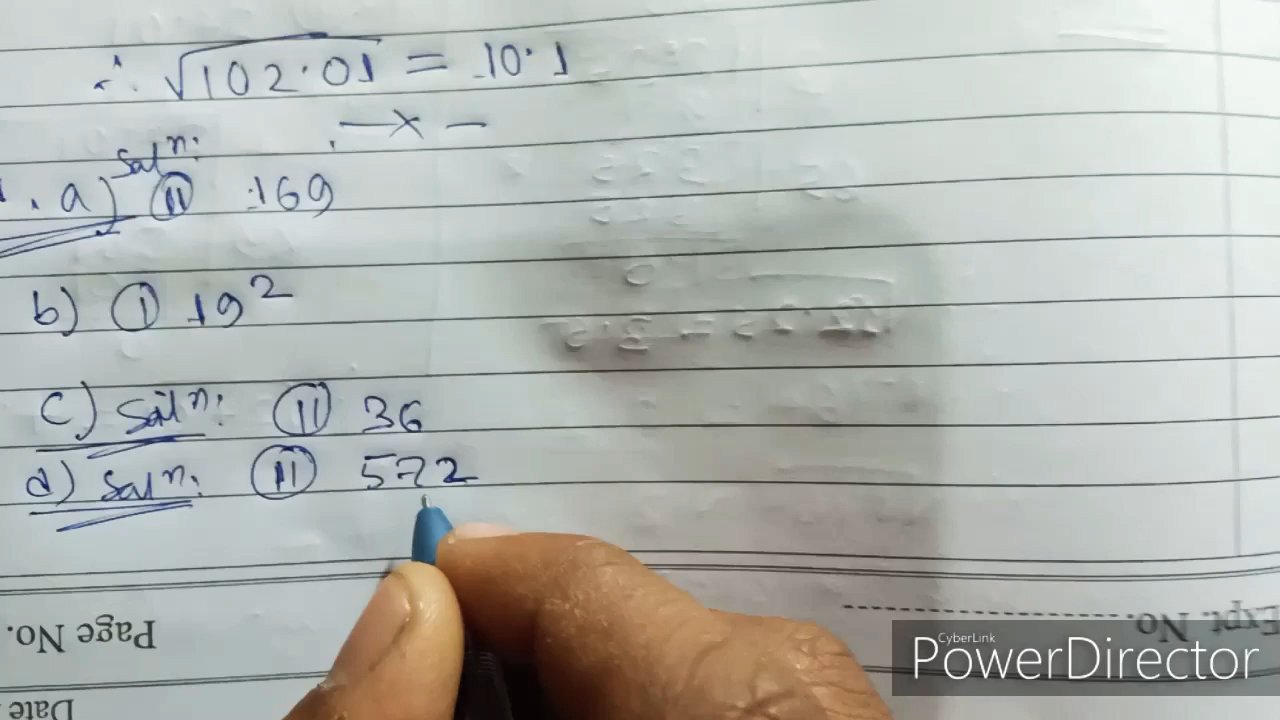 ∴ √102·01 = 10·1
—x—
. a) Solⁿ: (ii) 169
b) (i) 19²
c) Solⁿ: (ii) 36
d) Solⁿ: (ii) 572
Expt. No.
Page No.
Date
CyberLink
PowerDirector